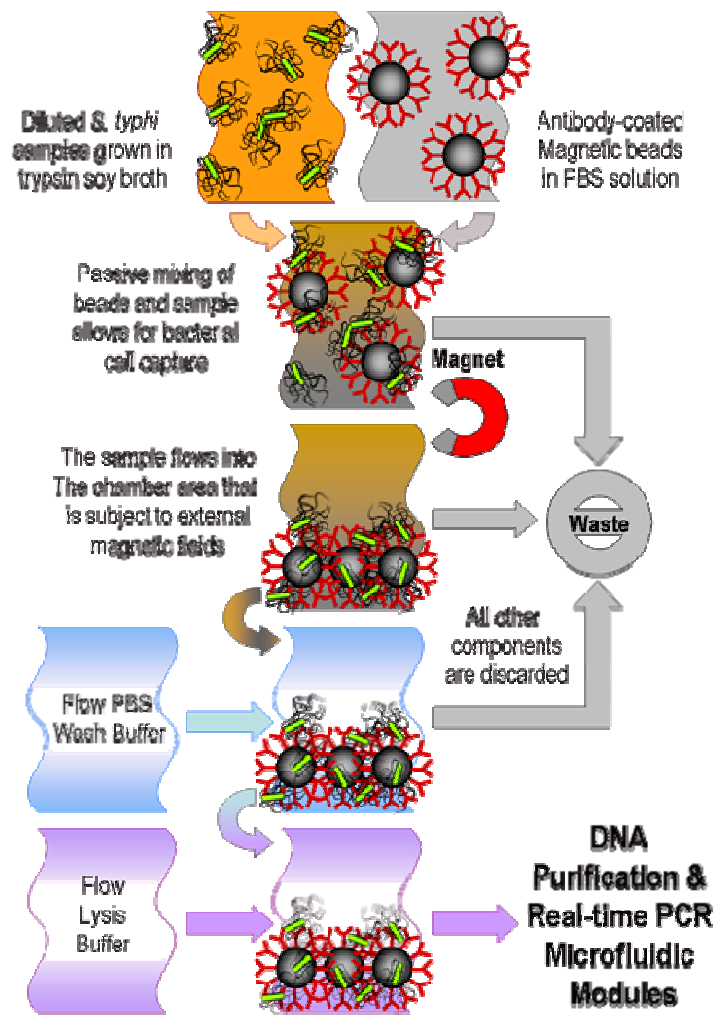 Diluted S. typhi
samples grown in
trypsin soy broth
Antibody-coated
Magnetic beads
in FBS solution
Passive mixing of
beads and sample
allows for bacterial
cell capture
Magnet
The sample flows into
The chamber area that
is subject to external
magnetic fields
Waste
All other
components
are discarded
Flow PBS
Wash Buffer
Flow
Lysis
Buffer
DNA
Purification &
Real-time PCR
Microfluidic
Modules